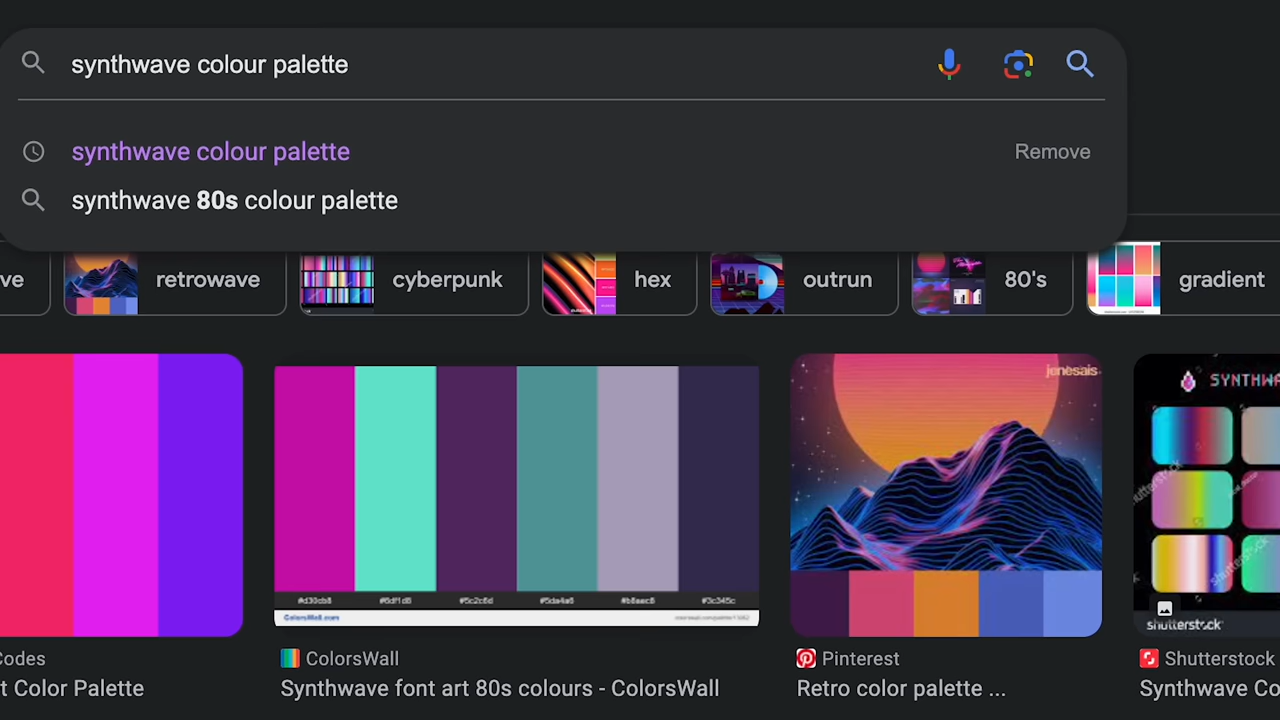 synthwave colour palette
synthwave colour palette
Remove
synthwave 80s colour palette
ve
retrowave
cyberpunk
hex
outrun
80's
gradient
jenesais
SYNTHWA
shutterstock
ColorsWall.com
Codes
t Color Palette
ColorsWall
Synthwave font art 80s colours - ColorsWall
Pinterest
Retro color palette ...
Shutterstock
Synthwave Co